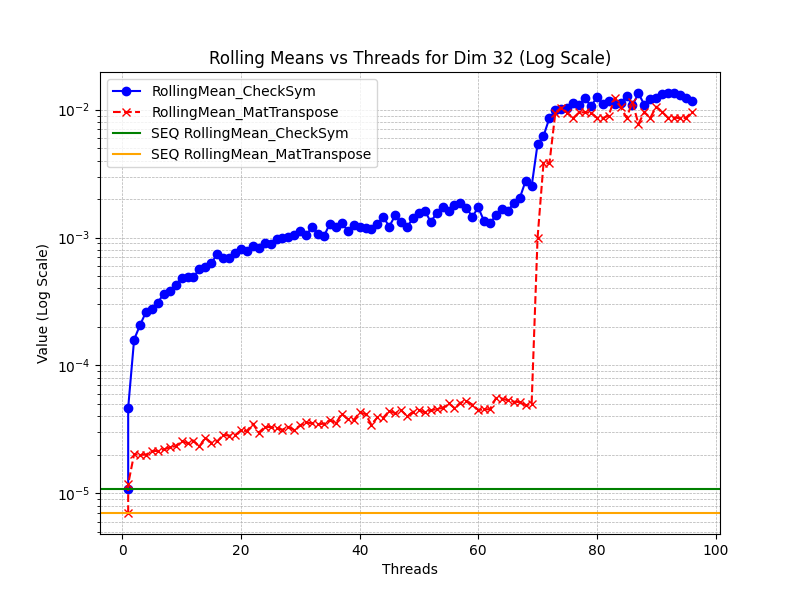 Rolling Means vs Threads for Dim 32 (Log Scale)
RollingMean_CheckSym
RollingMean_MatTranspose
SEQ RollingMean_CheckSym
SEQ RollingMean_MatTranspose
Value (Log Scale)
10⁻²
10⁻³
10⁻⁴
10⁻⁵
0 20 40 60 80 100
Threads